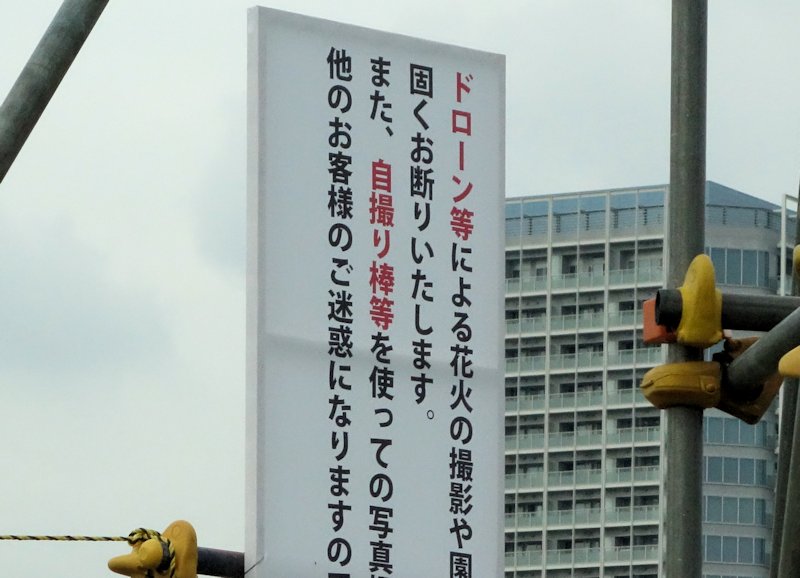 ドローン等による花火の撮影や園
固くお断りいたします。
また、自撮り棒等を使っての写真
他のお客様のご迷惑になりますの